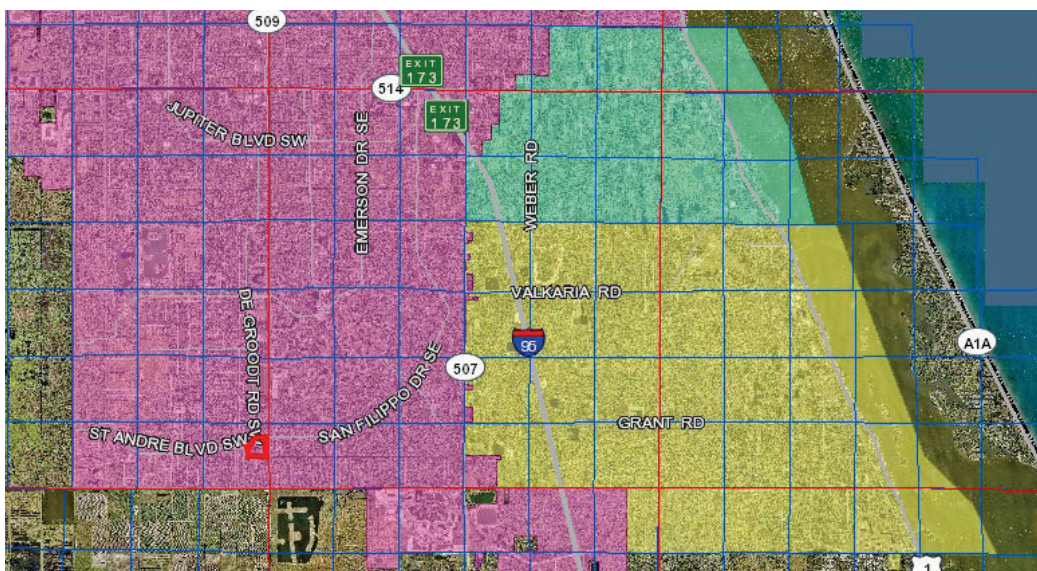 509
EXIT
173
514
EXIT
173
JUPITER BLVD SW
EMERSON DR SE
WEBER RD
DE GROODT RD SW
VALKARIA RD
95
A1A
507
SAN FILIPPO DR SE
GRANT RD
ST ANDRE BLVD SW
1